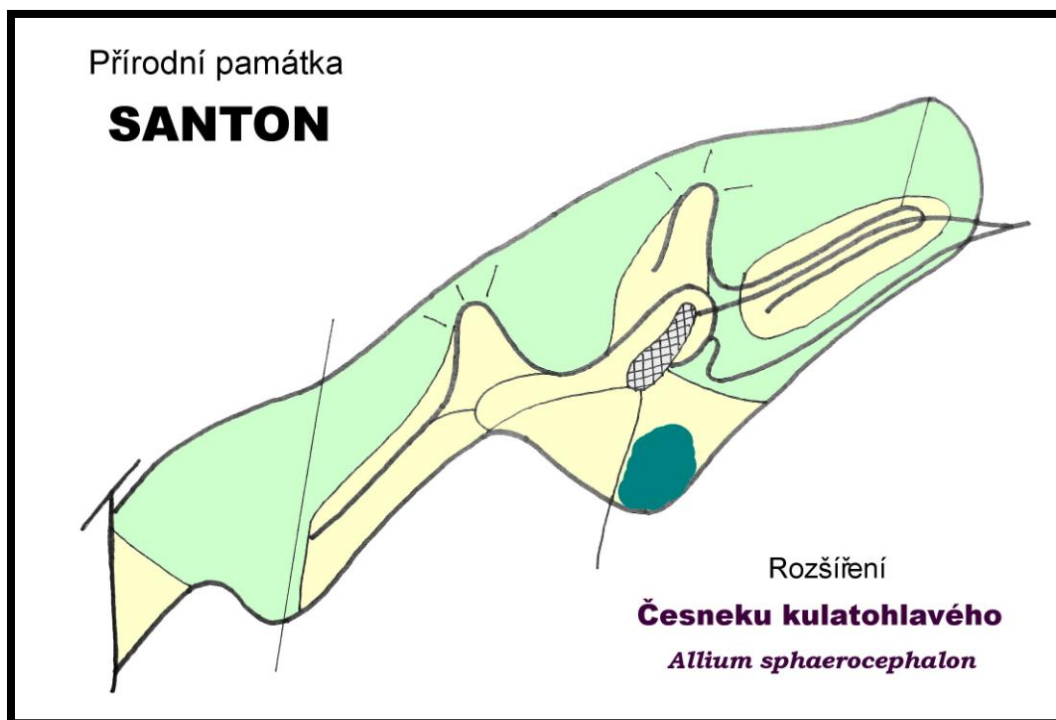 Přírodní památka
SANTON
Rozšíření
Česneku kulatohlavého
Allium sphaerocephalon